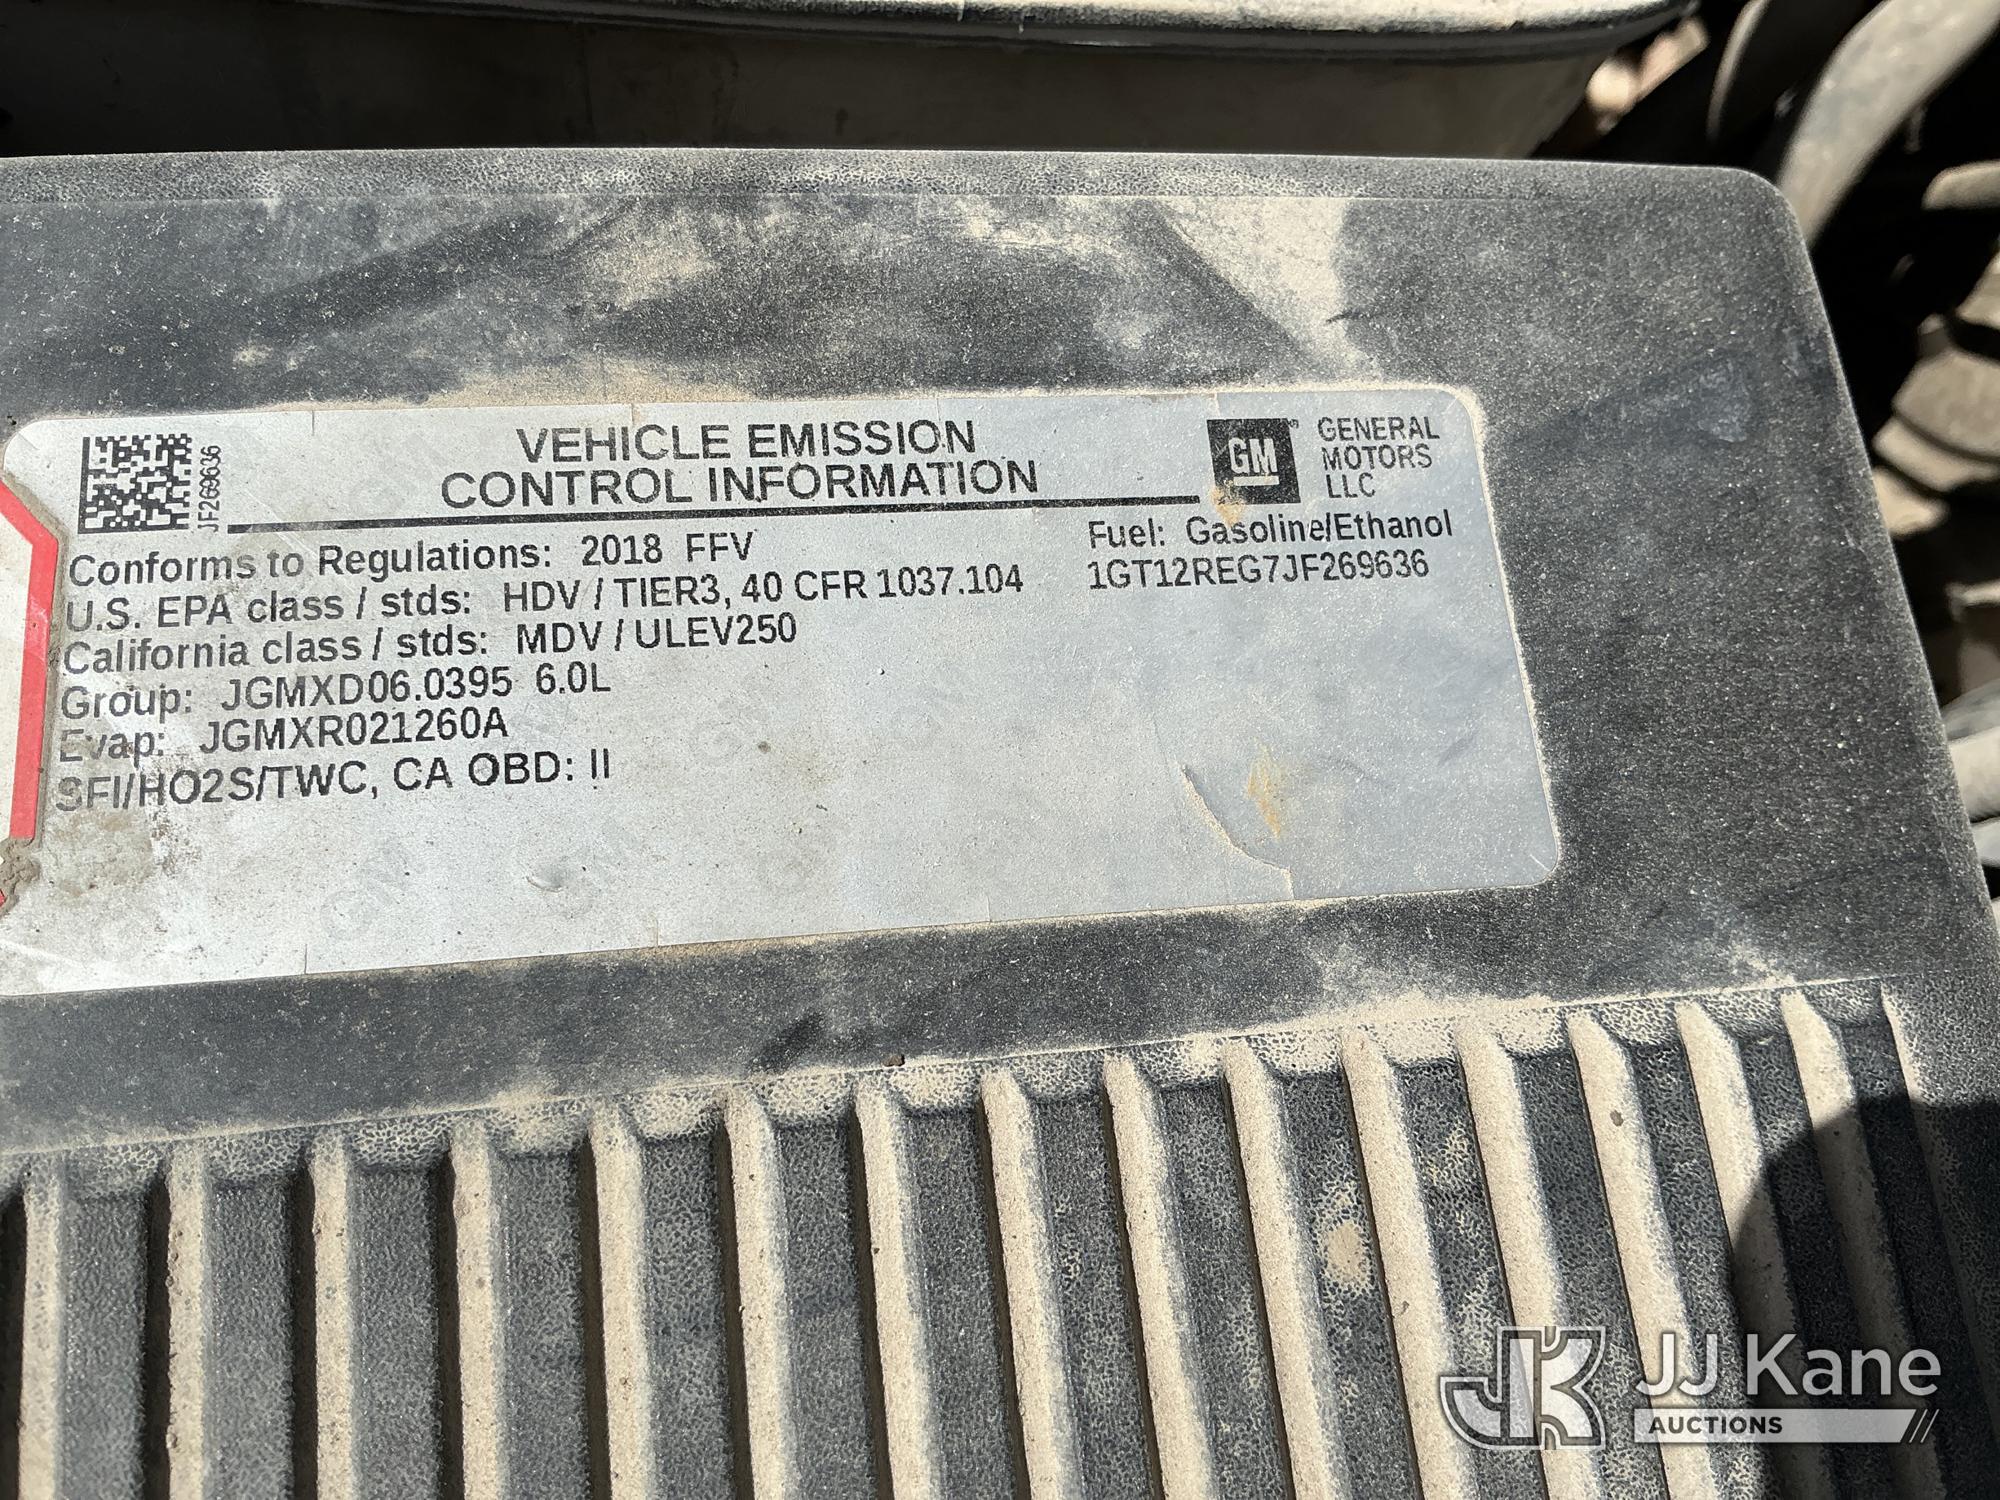 JF269636
VEHICLE EMISSION
CONTROL INFORMATION
GM
GENERAL
MOTORS
LLC
Conforms to Regulations: 2018 FFV
Fuel: Gasoline/Ethanol
U.S. EPA class / stds: HDV / TIER3, 40 CFR 1037.104
1GT12REG7JF269636
California class / stds: MDV / ULEV250
Group: JGMXD06.0395 6.0L
Evap: JGMXR021260A
SFI/HO2S/TWC, CA OBD: II
JK JJ Kane
AUCTIONS